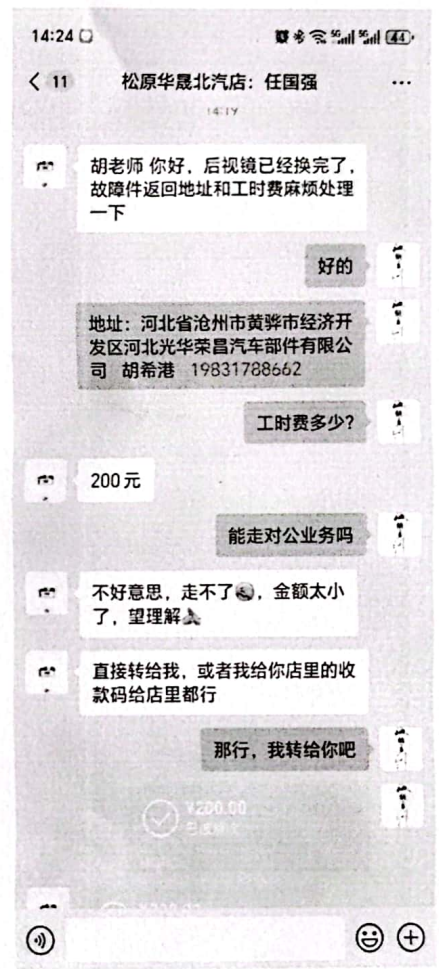 14:24
5G 5G 44
11
松原华晟北汽店：任国强
14:19
胡老师 你好，后视镜已经换完了，
故障件返回地址和工时费麻烦处理
一下
好的
地址：河北省沧州市黄骅市经济开
发区河北光华荣昌汽车部件有限公
司 胡希港 19831788662
工时费多少？
200元
能走对公业务吗
不好意思，走不了，金额太小
了，望理解
直接转给我，或者我给你店里的收
款码给店里都行
那行，我转给你吧
¥200.00